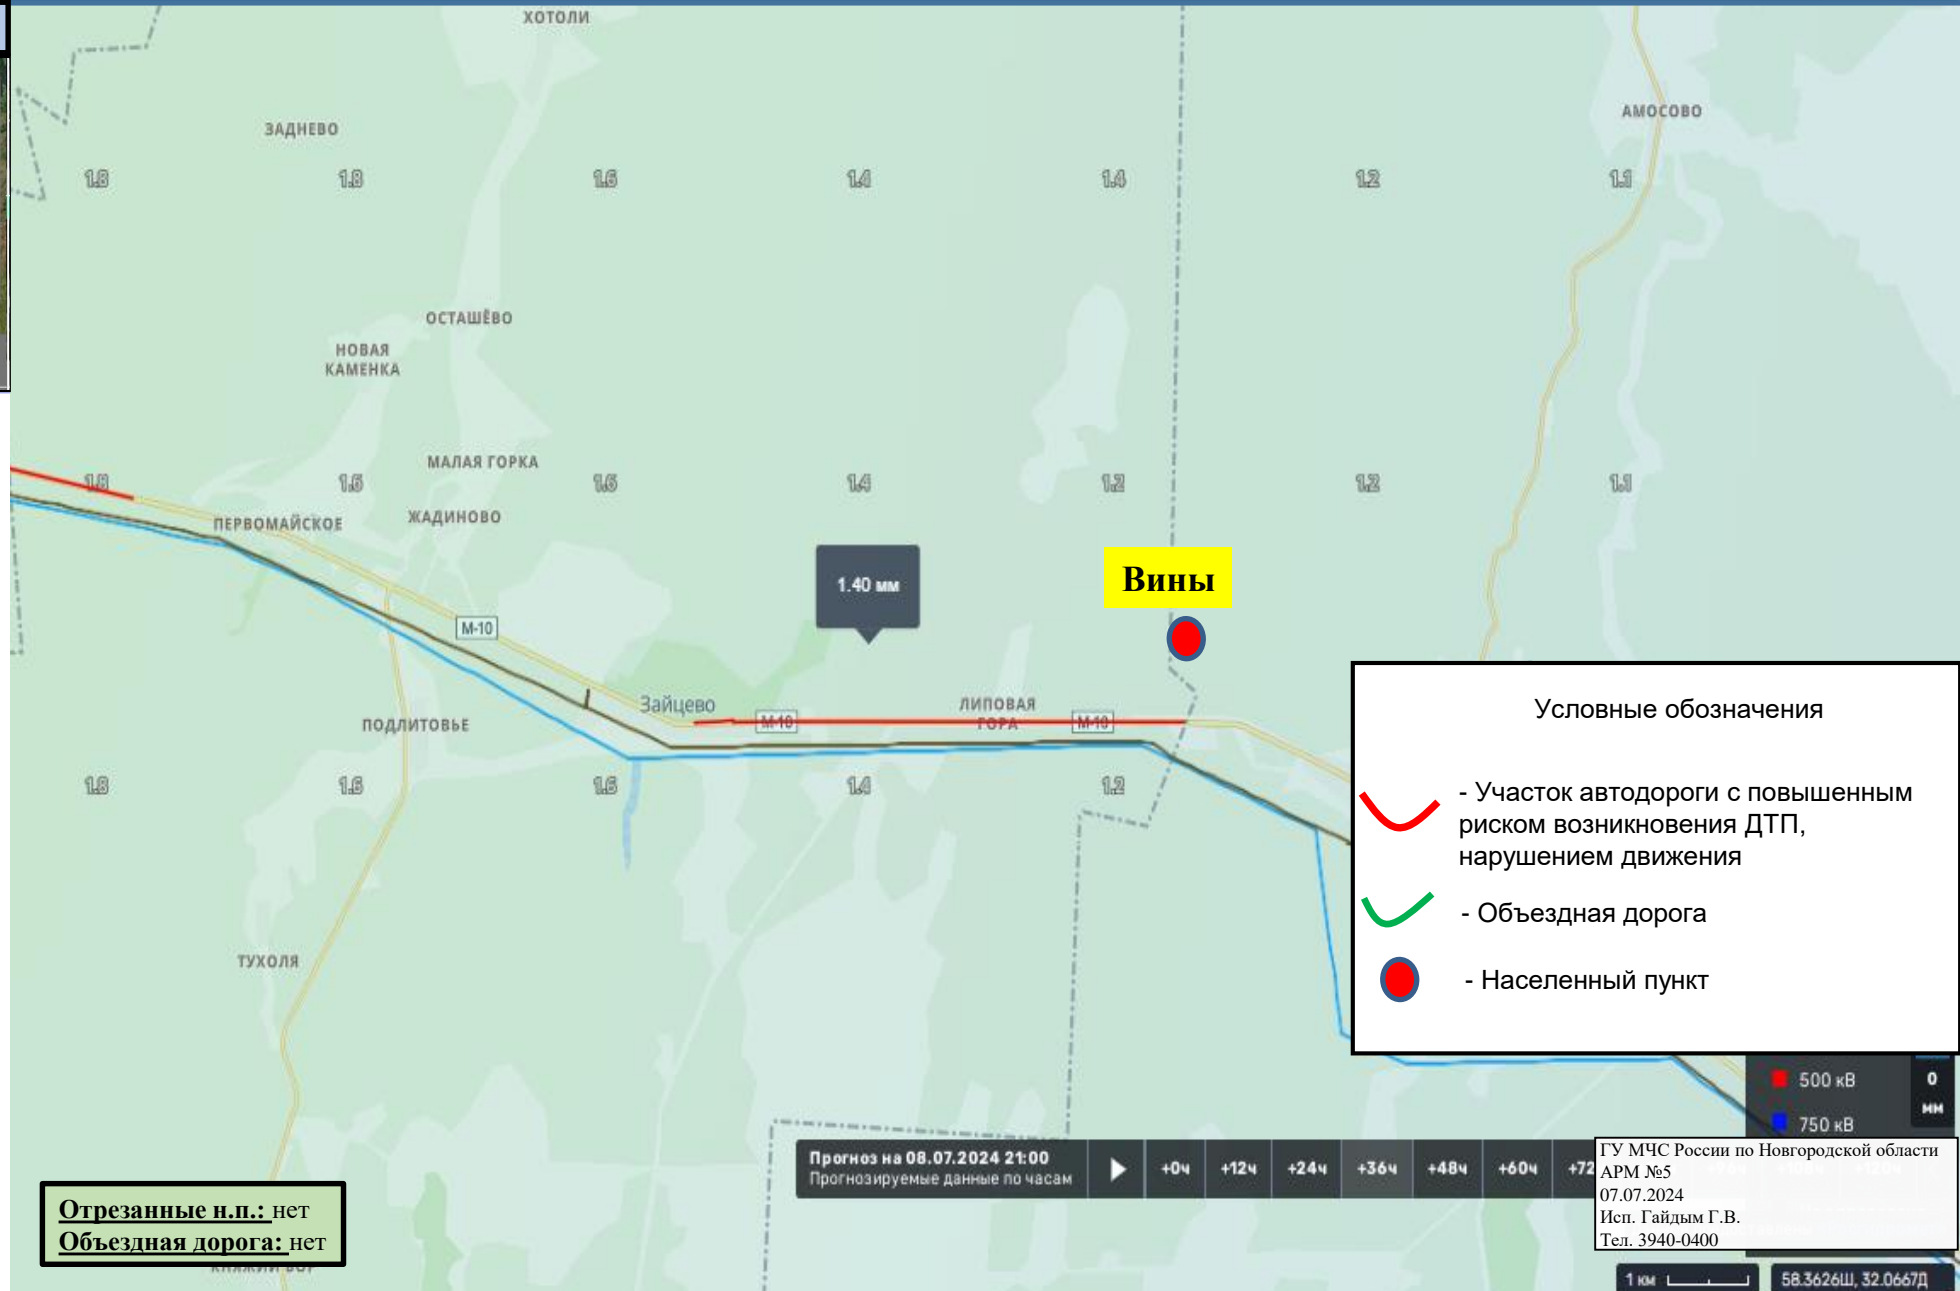 ХОТОЛИ
АМОСОВО
ЗАДНЕВО
1.8 1.8 1.6 1.4 1.4 1.2 1.1
ОСТАШЁВО
НОВАЯ
КАМЕНКА
МАЛАЯ ГОРКА
1.8 1.6 1.6 1.4 1.2 1.2 1.1
ПЕРВОМАЙСКОЕ
ЖАДИНОВО
1.40 мм
Вины
М-10
Зайцево
ЛИПОВАЯ
ГОРА
М-10
М-10
ПОДЛИТОВЬЕ
1.8 1.6 1.6 1.4 1.2
ТУХОЛЯ
Условные обозначения
- Участок автодороги с повышенным
риском возникновения ДТП,
нарушением движения
- Объездная дорога
- Населенный пункт
500 кВ
750 кВ
0
мм
Прогноз на 08.07.2024 21:00
Прогнозируемые данные по часам
+0ч +12ч +24ч +36ч +48ч +60ч +72
ГУ МЧС России по Новгородской области
АРМ №5
07.07.2024
Исп. Гайдым Г.В.
Тел. 3940-0400
Отрезанные н.п.: нет
Объездная дорога: нет
1 км
58.3626Ш, 32.0667Д